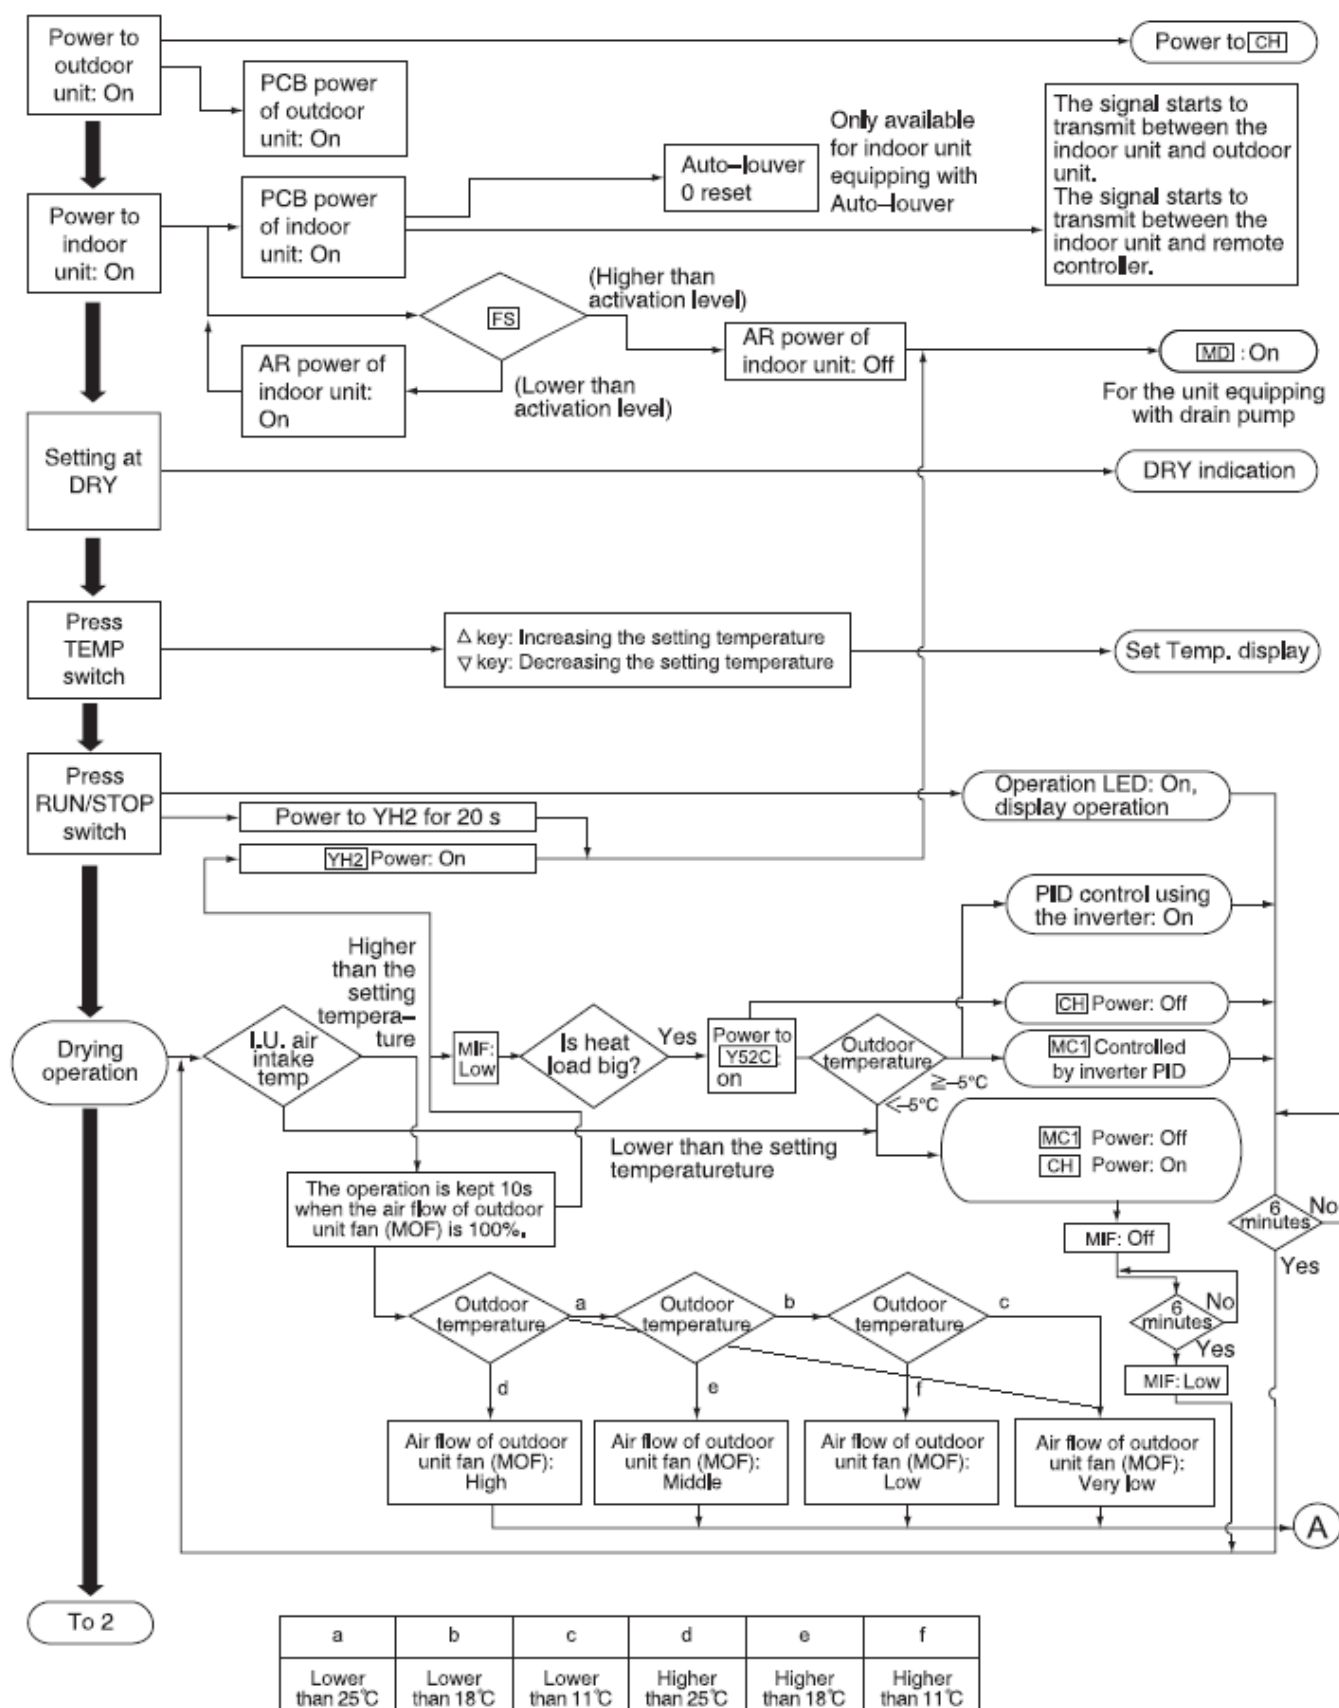 Power to
outdoor
unit: On
Power to CH
PCB power
of outdoor
unit: On
Only available
for indoor unit
equipping with
Auto-louver
The signal starts to
transmit between the
indoor unit and outdoor
unit.
The signal starts to
transmit between the
indoor unit and remote
controller.
Auto-louver
0 reset
Power to
indoor
unit: On
PCB power
of indoor
unit: On
(Higher than
activation level)
FS
AR power of
indoor unit: Off
MD : On
AR power of
indoor unit:
On
(Lower than
activation level)
For the unit equipping
with drain pump
Setting at
DRY
DRY indication
Press
TEMP
switch
△ key: Increasing the setting temperature
▽ key: Decreasing the setting temperature
Set Temp. display
Press
RUN/STOP
switch
Operation LED: On,
display operation
Power to YH2 for 20 s
YH2 Power: On
PID control using
the inverter: On
Higher
than the
setting
tempera-
ture
CH Power: Off
Drying
operation
I.U. air
intake
temp
MIF:
Low
Is heat
load big?
Yes
Power to
Y52C:
on
Outdoor
temperature
≧-5°C
<-5°C
MC1 Controlled
by inverter PID
Lower than the setting
temperatureture
MC1 Power: Off
CH Power: On
The operation is kept 10s
when the air flow of outdoor
unit fan (MOF) is 100%.
6
minutes
No
Yes
MIF: Off
Outdoor
temperature
a
Outdoor
temperature
b
Outdoor
temperature
c
6
minutes
No
Yes
MIF: Low
d
e
f
Air flow of outdoor
unit fan (MOF):
High
Air flow of outdoor
unit fan (MOF):
Middle
Air flow of outdoor
unit fan (MOF):
Low
Air flow of outdoor
unit fan (MOF):
Very low
A
To 2
a b c d e f
Lower Lower Lower Higher Higher Higher
than 25℃ than 18℃ than 11℃ than 25℃ than 18℃ than 11℃